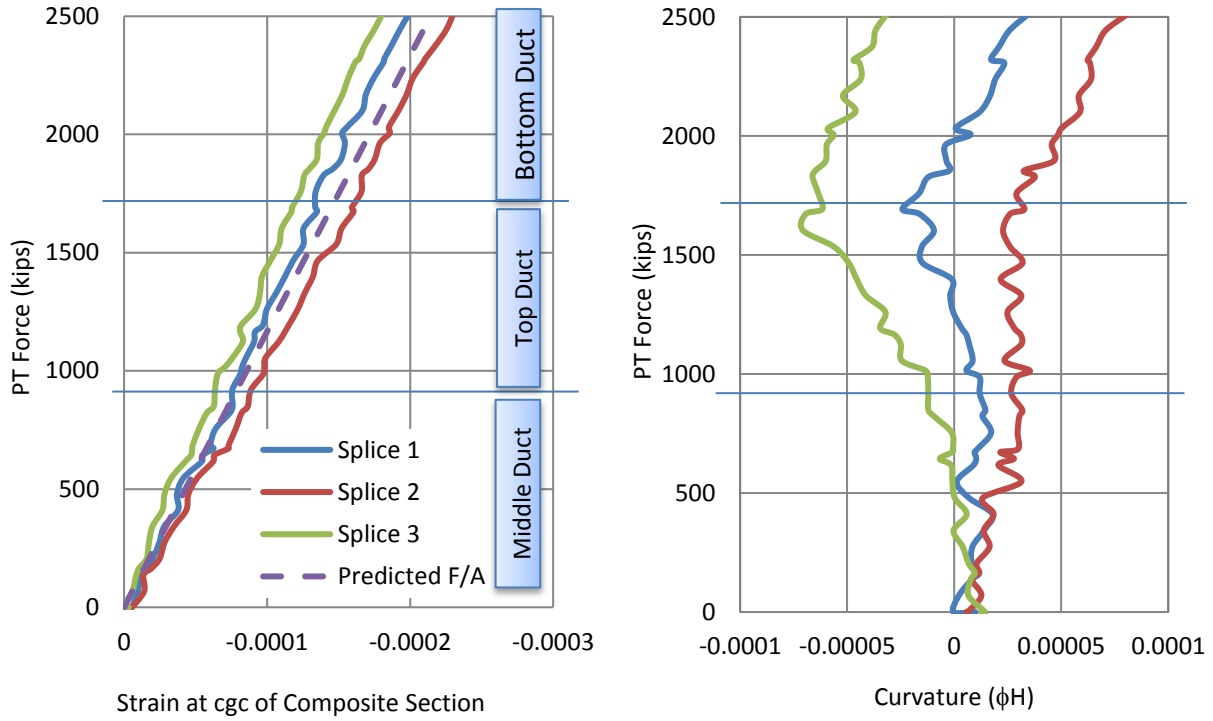 2500
2000
1500
1000
500
0
PT Force (kips)
0
-0.0001
-0.0002
-0.0003
Strain at cgc of Composite Section
Bottom Duct
Top Duct
Middle Duct
Splice 1
Splice 2
Splice 3
Predicted F/A
2500
2000
1500
1000
500
0
PT Force (kips)
-0.0001
-0.00005
0
0.00005
0.0001
Curvature (ϕH)